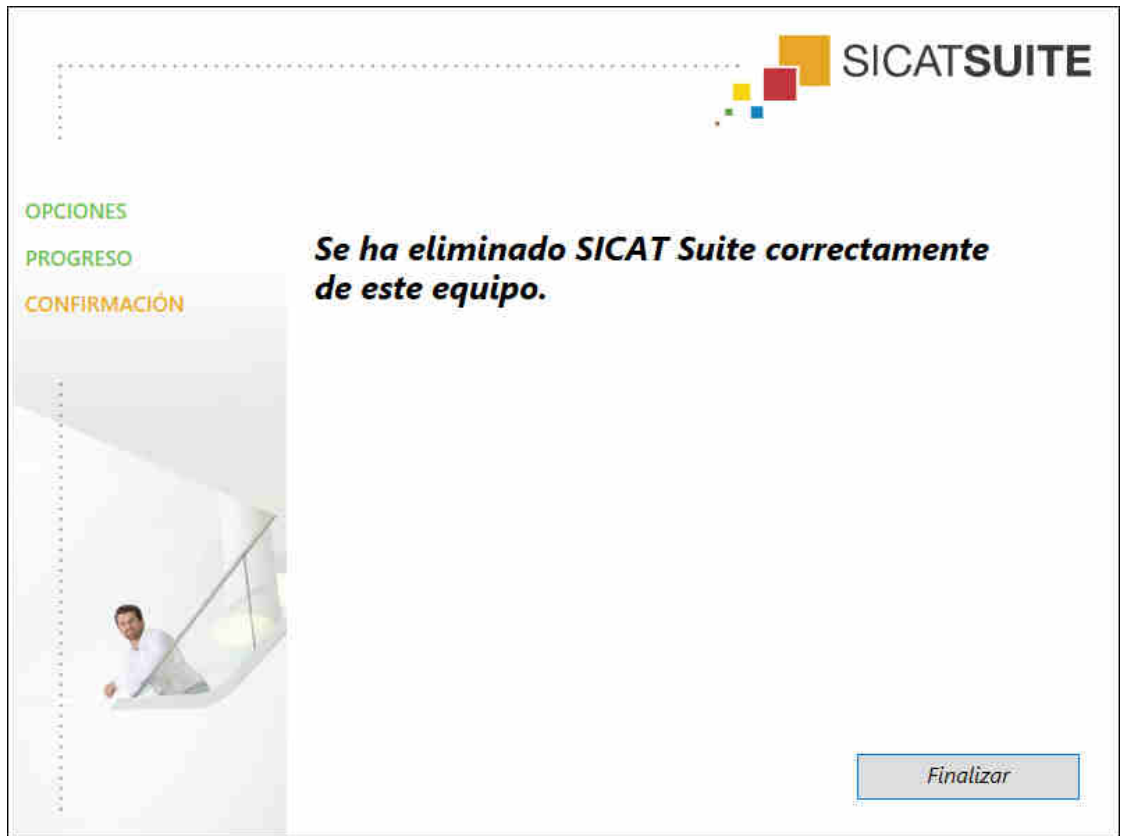 SICATSUITE
OPCIONES
PROGRESO
CONFIRMACIÓN
Se ha eliminado SICAT Suite correctamente
de este equipo.
Finalizar